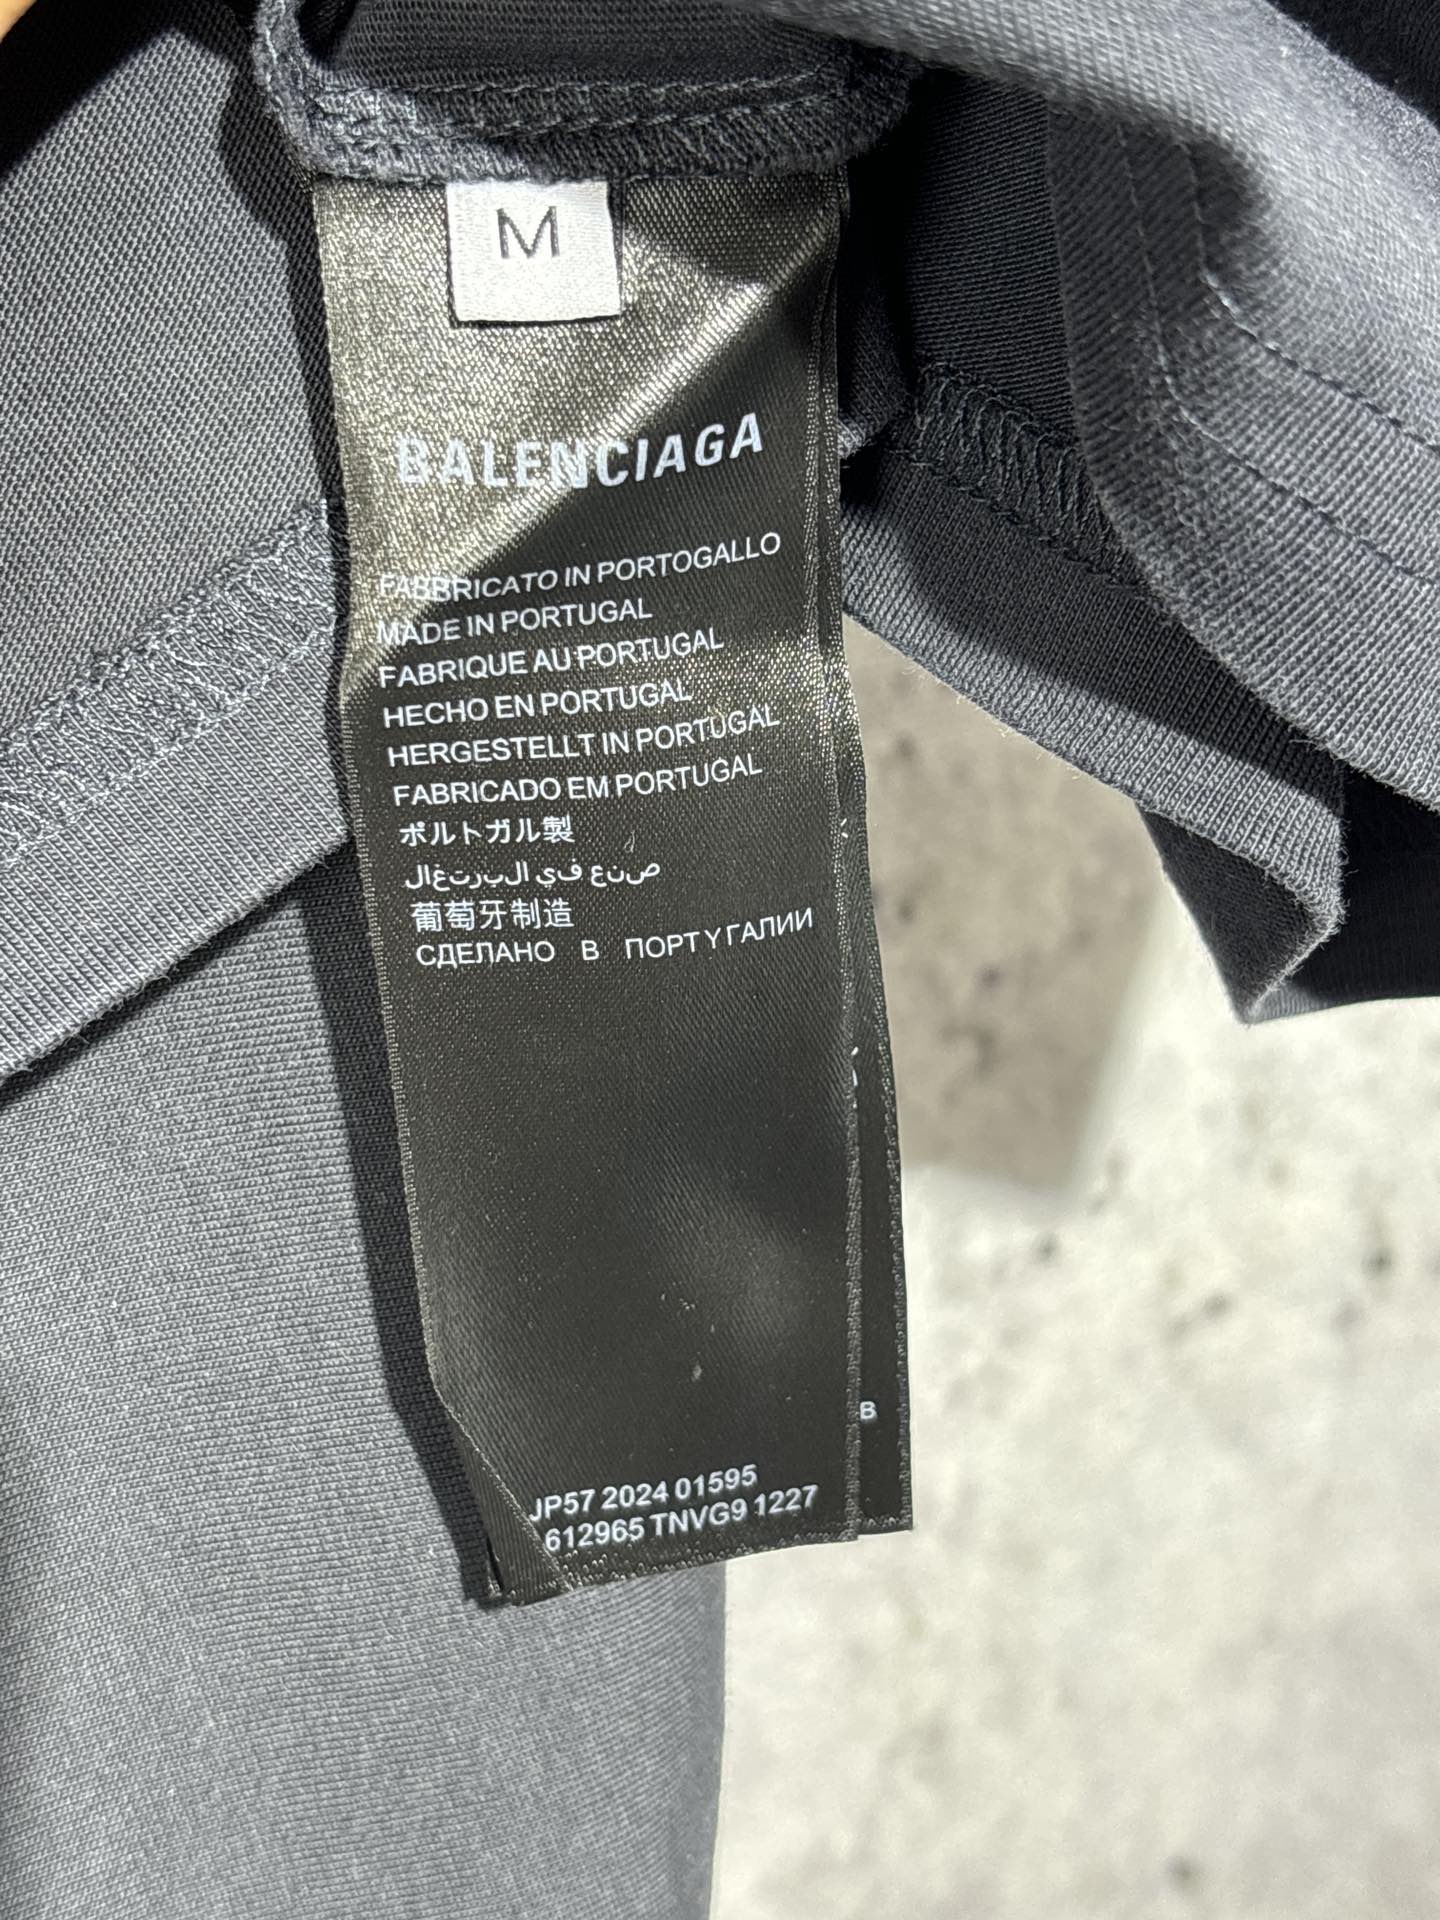 M
BALENCIAGA
FABBRICATO IN PORTOGALLO
MADE IN PORTUGAL
FABRIQUE AU PORTUGAL
HECHO EN PORTUGAL
HERGESTELLT IN PORTUGAL
FABRICADO EM PORTUGAL
ポルトガル製
صنع في البرتغال
葡萄牙制造
СДЕЛАНО В ПОРТУГАЛИИ
B
JP57 2024 01595
612965 TNVG9 1227